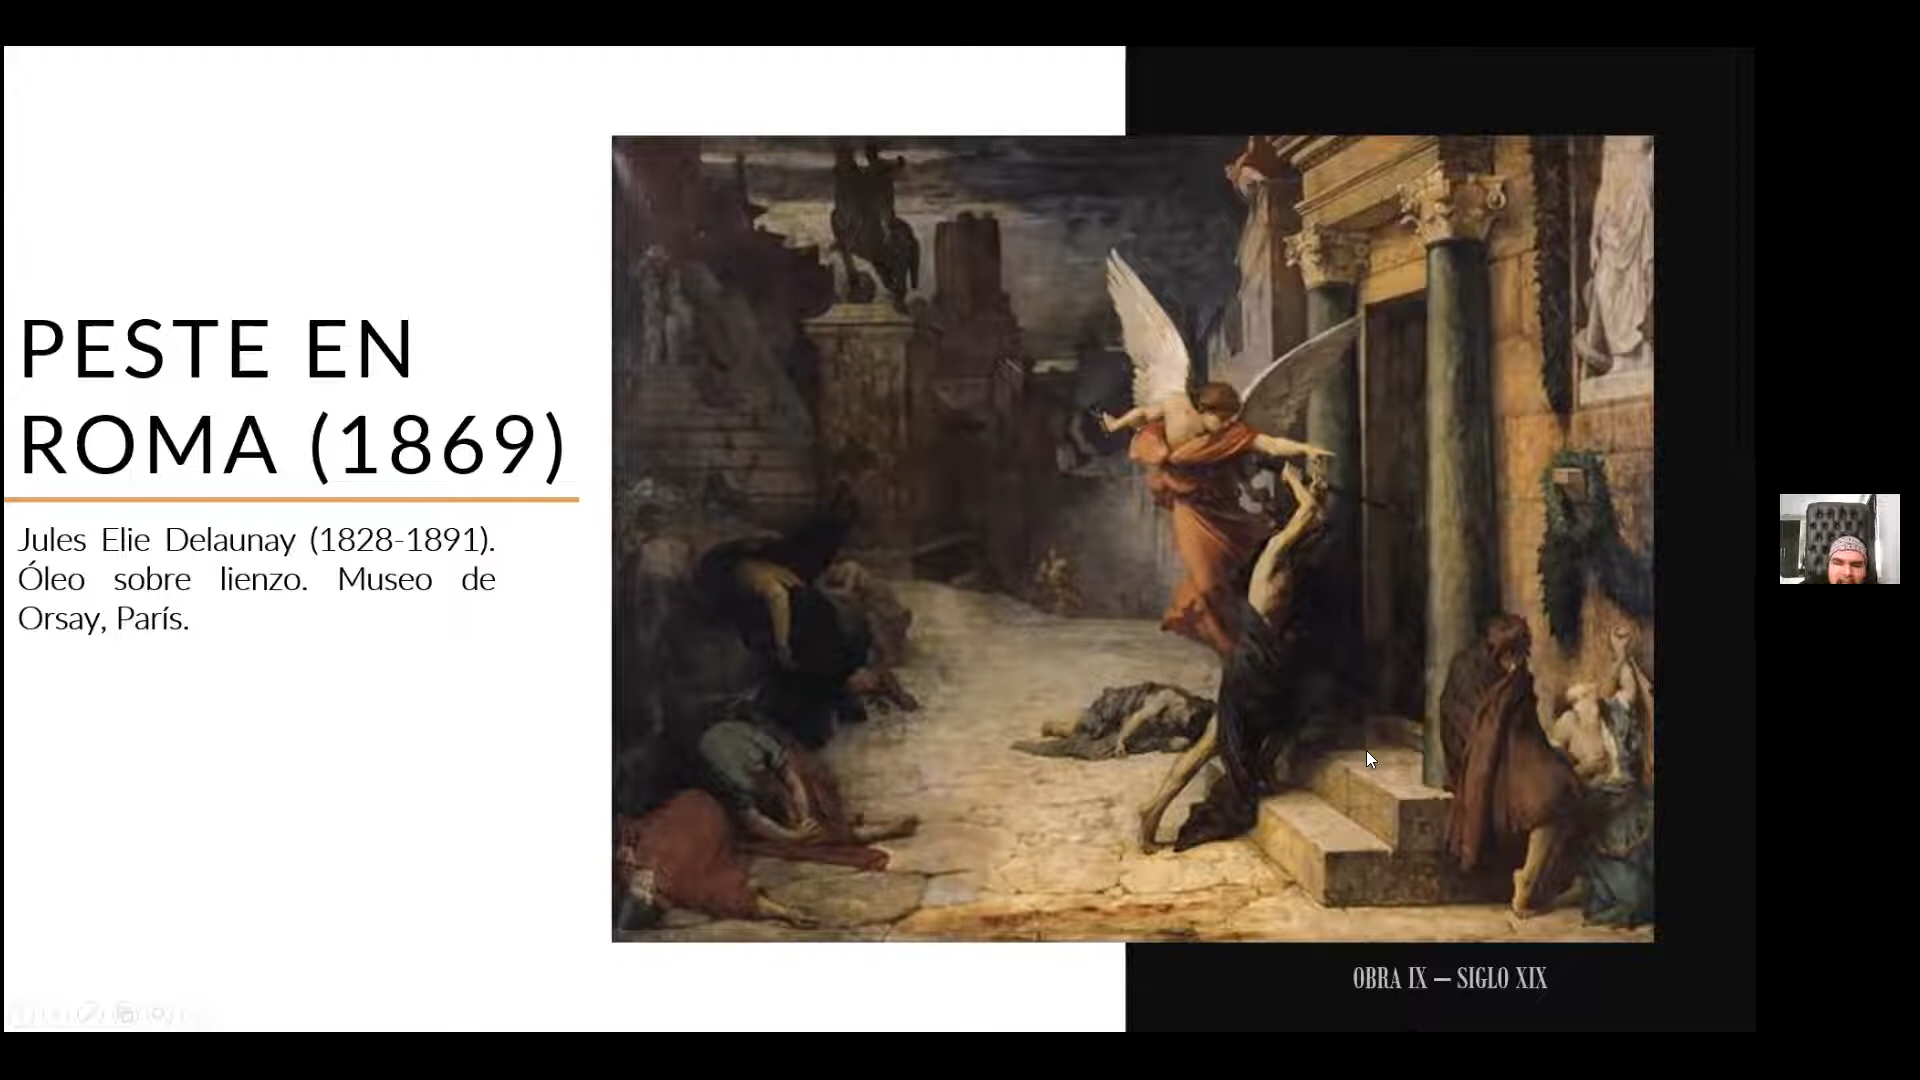 PESTE EN
ROMA (1869)
Jules Elie Delaunay (1828-1891).
Óleo sobre lienzo. Museo de
Orsay, París.
OBRA IX – SIGLO XIX